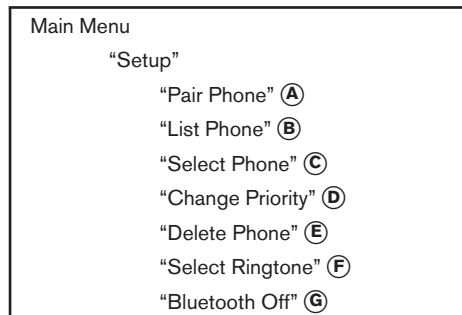 Main Menu
“Setup”
“Pair Phone” Ⓐ
“List Phone” Ⓑ
“Select Phone” Ⓒ
“Change Priority” Ⓓ
“Delete Phone” Ⓔ
“Select Ringtone” Ⓕ
“Bluetooth Off” Ⓖ